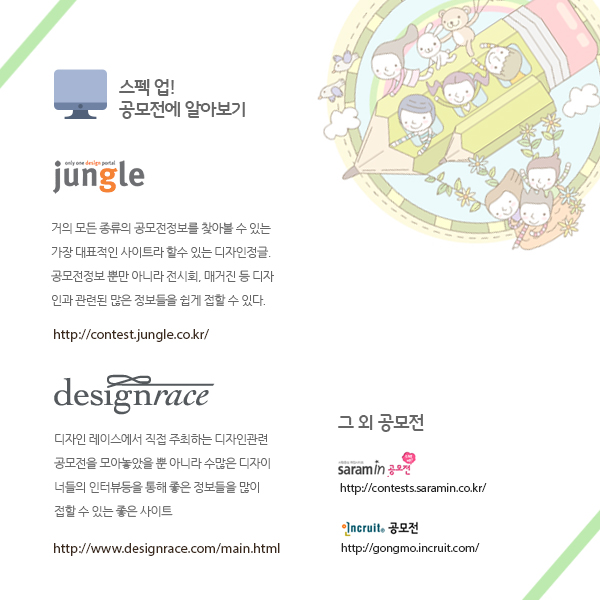 스펙 업!
공모전에 알아보기
only one design portal
jungle
거의 모든 종류의 공모전정보를 찾아볼 수 있는
가장 대표적인 사이트라 할수 있는 디자인정글.
공모전정보 뿐만 아니라 전시회, 매거진 등 디자
인과 관련된 많은 정보들을 쉽게 접할 수 있다.
http://contest.jungle.co.kr/
designrace
디자인 레이스에서 직접 주최하는 디자인관련
공모전을 모아놓았을 뿐 아니라 수많은 디자이
너들의 인터뷰등을 통해 좋은 정보들을 많이
접할 수 있는 좋은 사이트
http://www.designrace.com/main.html
그 외 공모전
saramin 공모전
http://contests.saramin.co.kr/
incruit 공모전
http://gongmo.incruit.com/